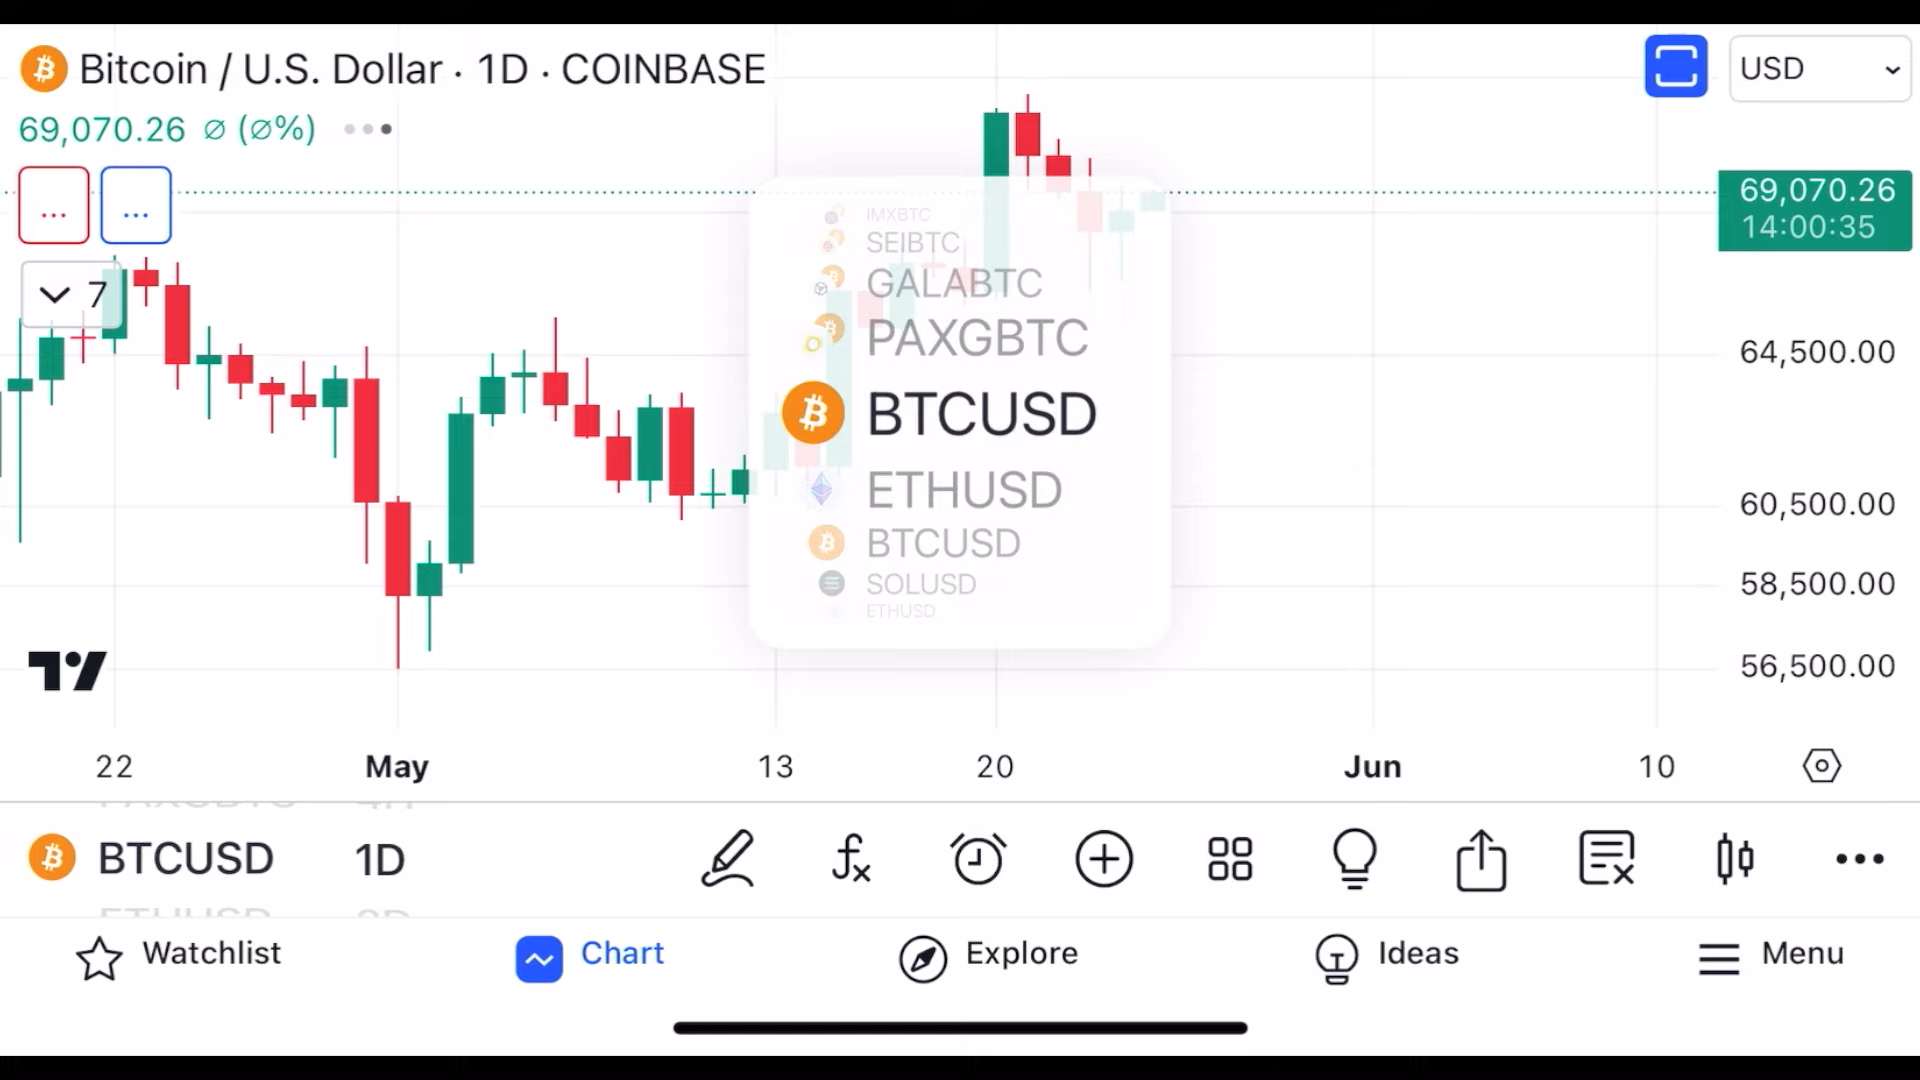 Bitcoin / U.S. Dollar · 1D · COINBASE
69,070.26 ∅ (∅%)
USD
... ...
7
69,070.26
14:00:35
64,500.00
60,500.00
58,500.00
56,500.00
IMXBTC
SEIBTC
GALABTC
PAXGBTC
BTCUSD
ETHUSD
BTCUSD
SOLUSD
ETHUSD
22 May 13 20 Jun 10
BTCUSD 1D
Watchlist Chart Explore Ideas Menu